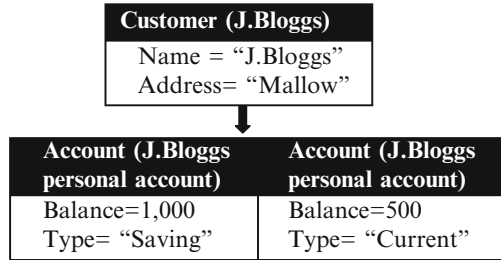 Customer (J.Bloggs)
Name = “J.Bloggs”
Address= “Mallow”
Account (J.Bloggs
personal account)
Balance=1,000
Type= “Saving”
Account (J.Bloggs
personal account)
Balance=500
Type= “Current”